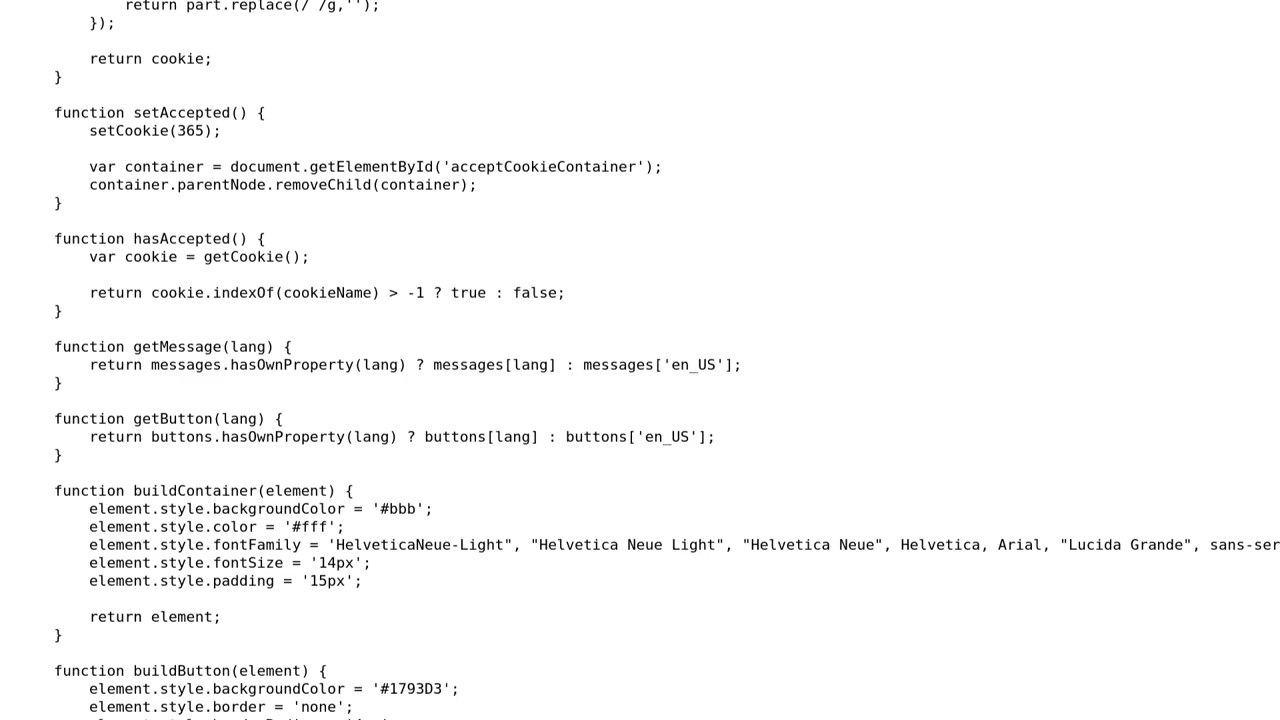 return part.replace(/ /g,'');
});
return cookie;
}
function setAccepted() {
setCookie(365);
var container = document.getElementById('acceptCookieContainer');
container.parentNode.removeChild(container);
}
function hasAccepted() {
var cookie = getCookie();
return cookie.indexOf(cookieName) > -1 ? true : false;
}
function getMessage(lang) {
return messages.hasOwnProperty(lang) ? messages[lang] : messages['en_US'];
}
function getButton(lang) {
return buttons.hasOwnProperty(lang) ? buttons[lang] : buttons['en_US'];
}
function buildContainer(element) {
element.style.backgroundColor = '#bbb';
element.style.color = '#fff';
element.style.fontFamily = 'HelveticaNeue-Light", "Helvetica Neue Light", "Helvetica Neue", Helvetica, Arial, "Lucida Grande", sans-ser
element.style.fontSize = '14px';
element.style.padding = '15px';
return element;
}
function buildButton(element) {
element.style.backgroundColor = '#1793D3';
element.style.border = 'none';